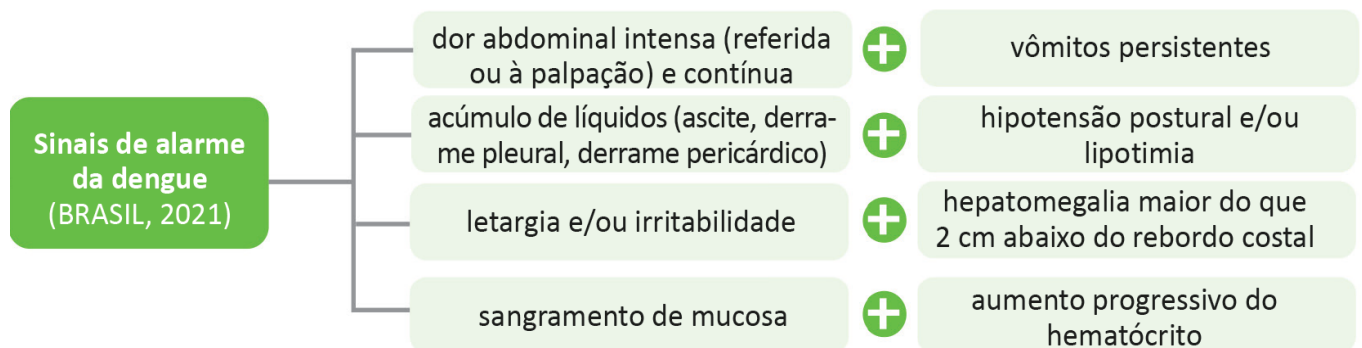 Sinais de alarme
da dengue
(BRASIL, 2021)
dor abdominal intensa (referida
ou à palpação) e contínua
vômitos persistentes
acúmulo de líquidos (ascite, derra-
me pleural, derrame pericárdico)
hipotensão postural e/ou
lipotimia
letargia e/ou irritabilidade
hepatomegalia maior do que
2 cm abaixo do rebordo costal
sangramento de mucosa
aumento progressivo do
hematócrito